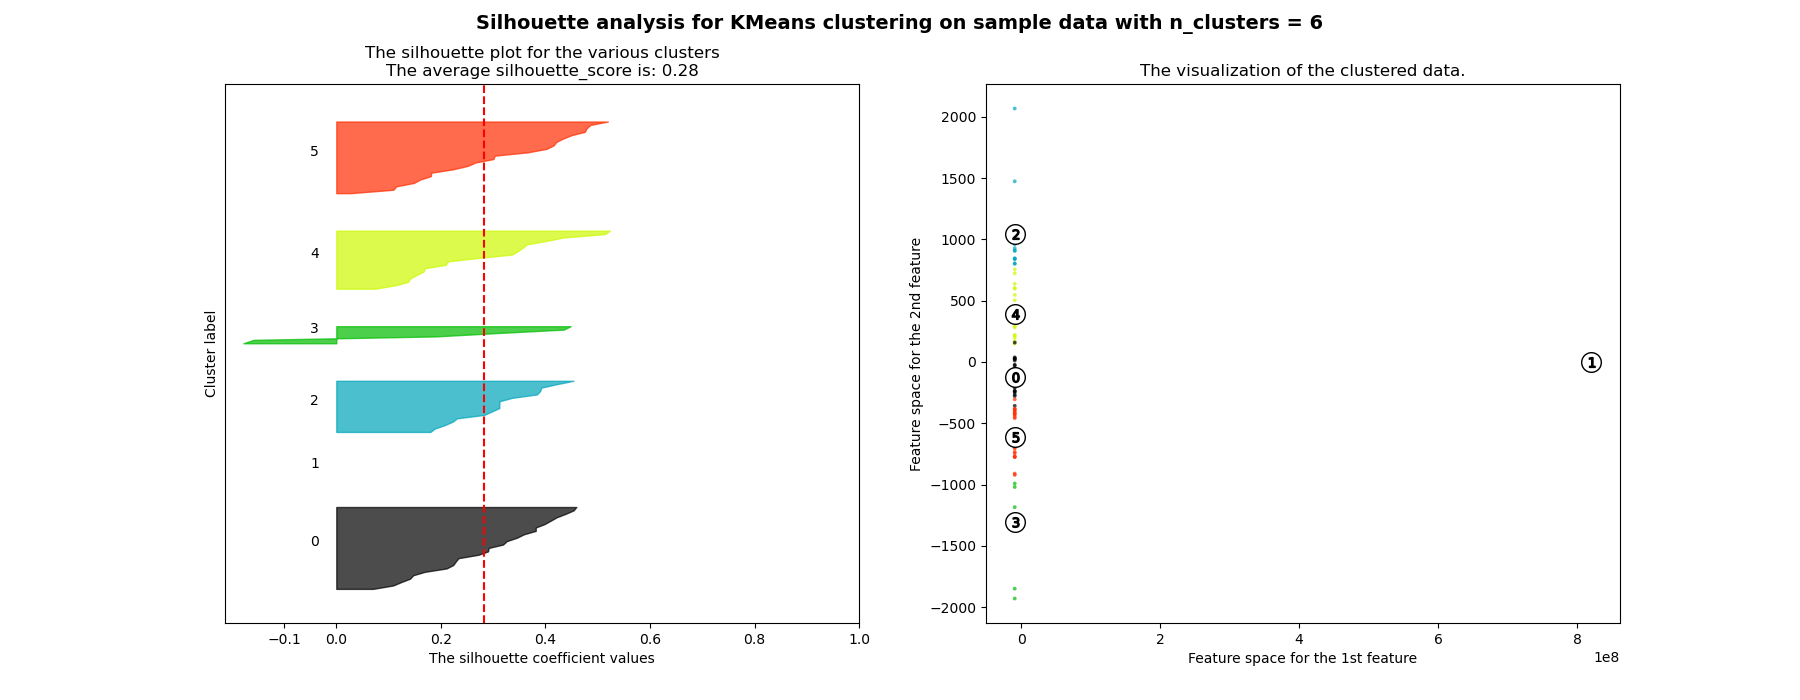 Silhouette analysis for KMeans clustering on sample data with n_clusters = 6
The silhouette plot for the various clusters
The average silhouette_score is: 0.28
Cluster label
5
4
3
2
1
0
−0.1 0.0 0.2 0.4 0.6 0.8 1.0
The silhouette coefficient values
The visualization of the clustered data.
Feature space for the 2nd feature
2000
1500
1000
500
0
−500
−1000
−1500
−2000
2
4
1
0
5
3
0 2 4 6 8
1e8
Feature space for the 1st feature